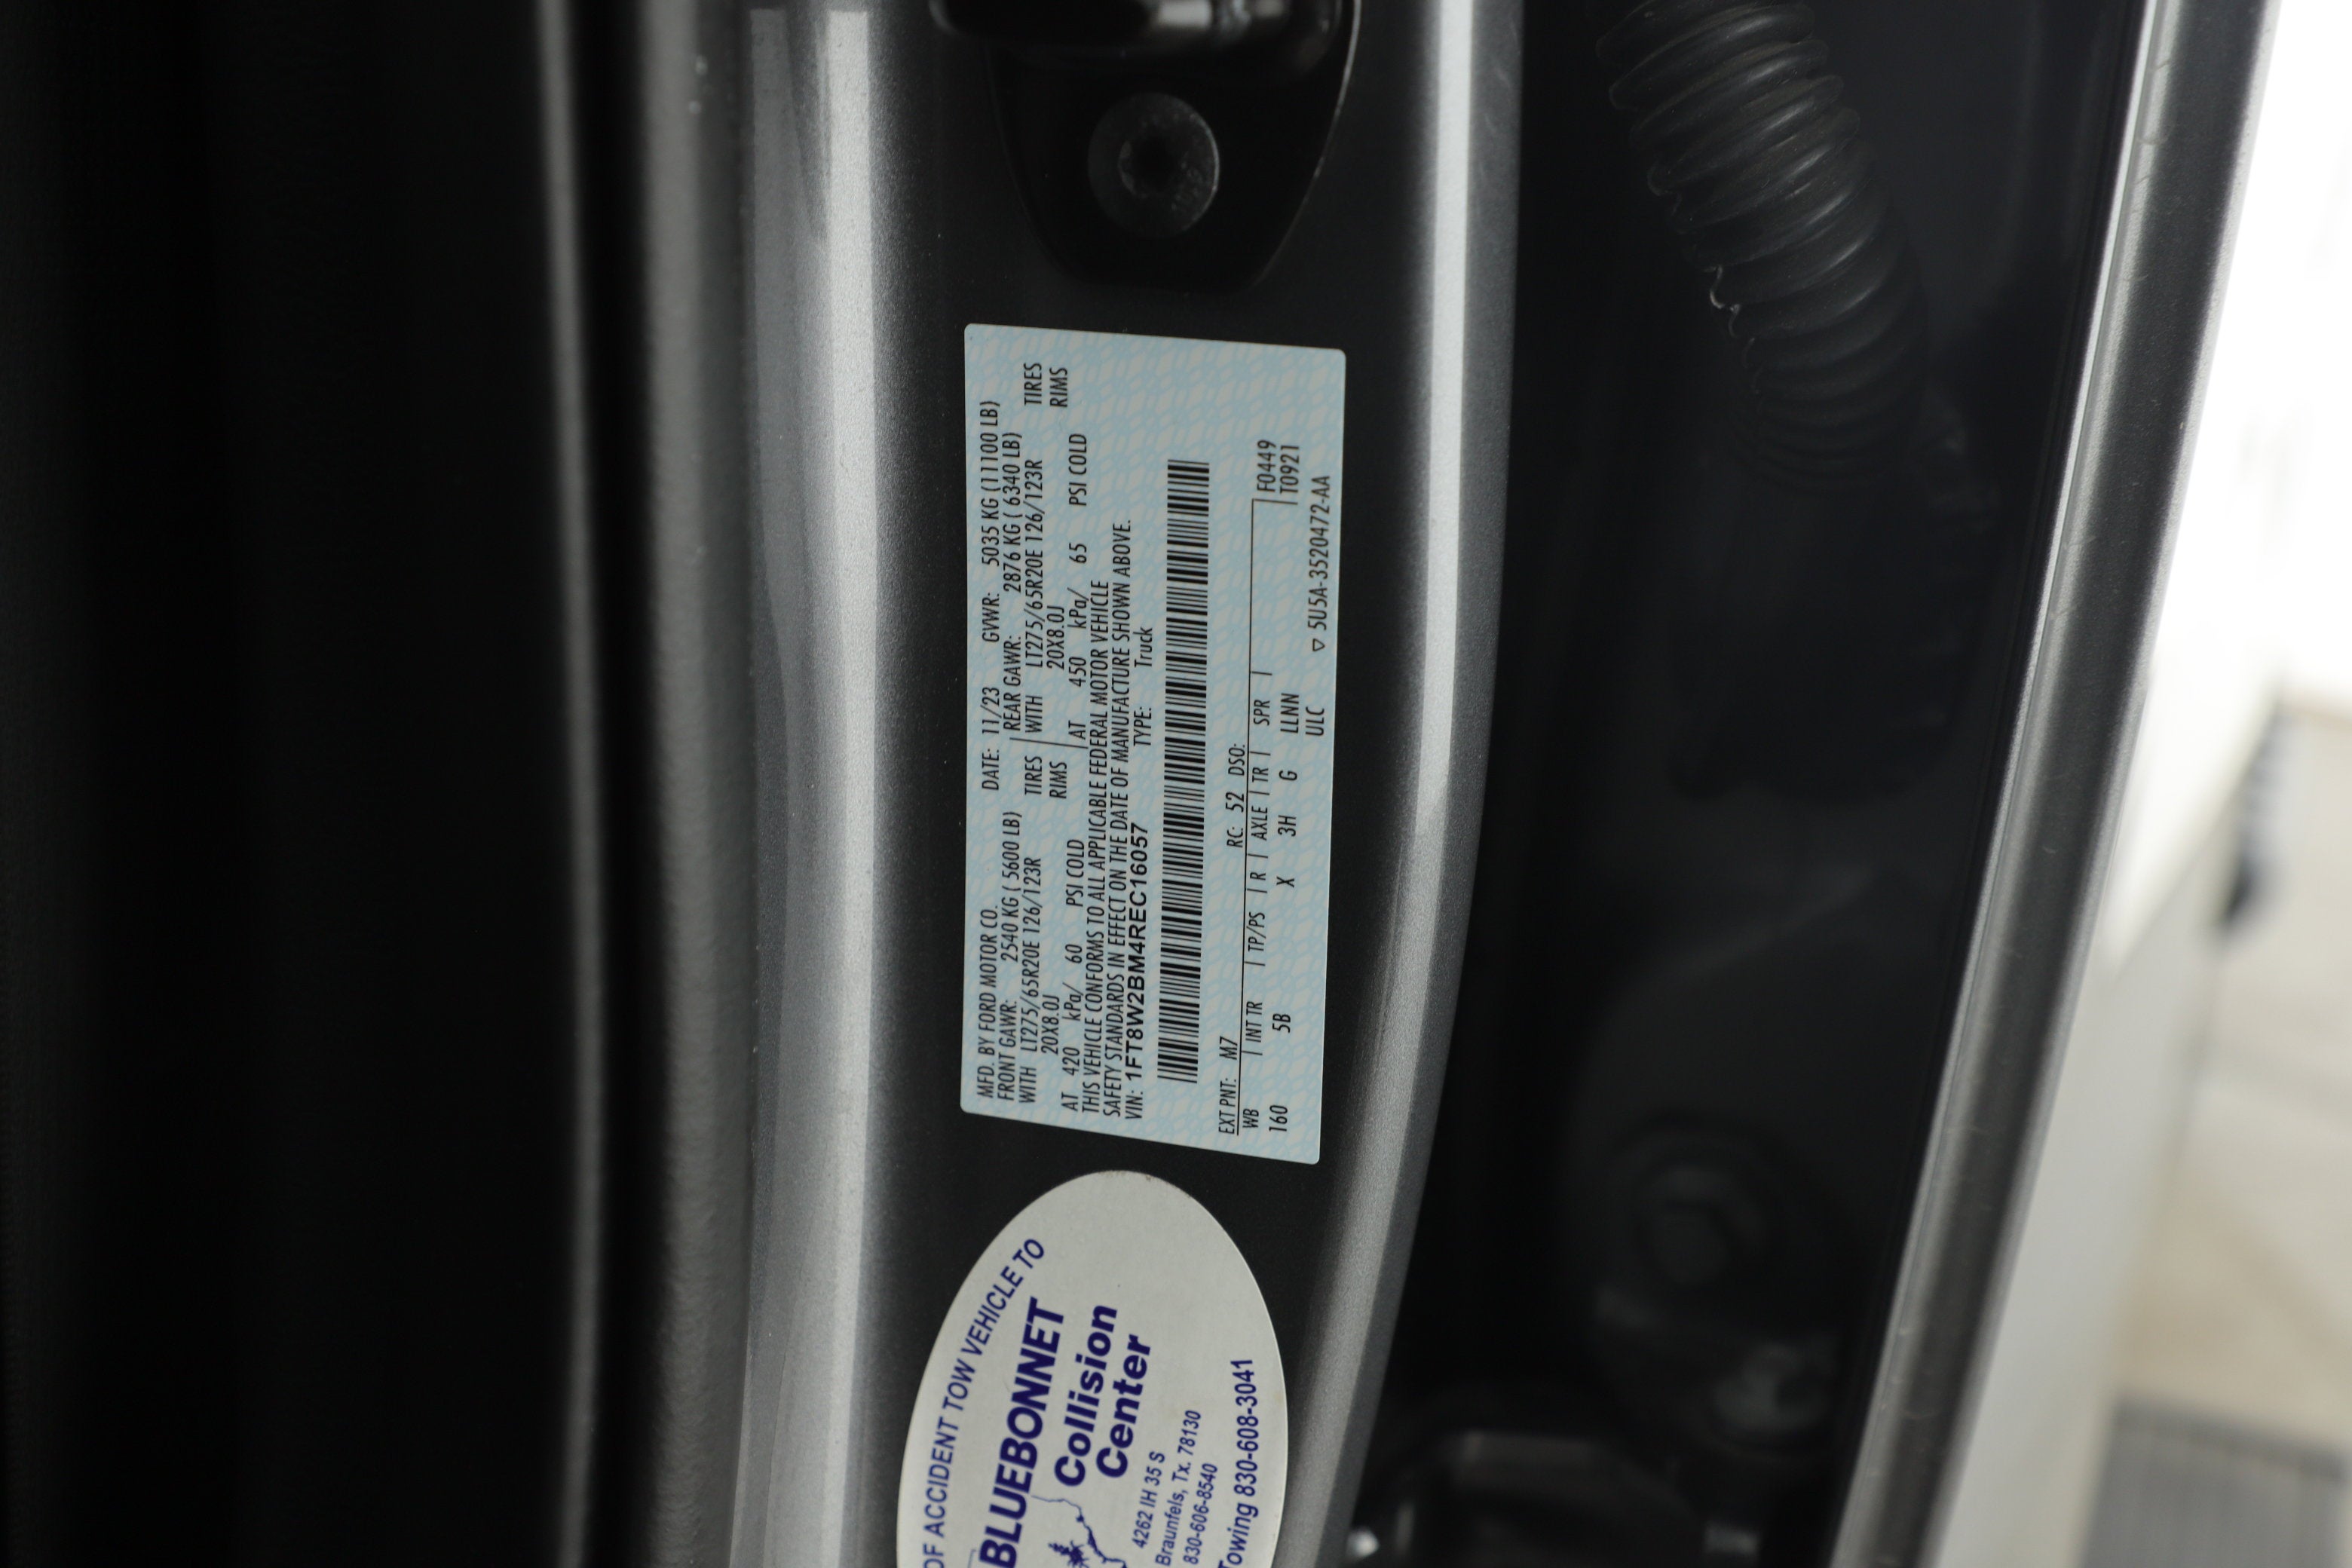 MFD. BY FORD MOTOR CO. DATE: 11/23 GVWR: 5035 KG (11100 LB)
FRONT GAWR: 2540 KG ( 5600 LB) REAR GAWR: 2876 KG ( 6340 LB)
WITH LT275/65R20E 126/123R TIRES WITH LT275/65R20E 126/123R TIRES
20X8.0J RIMS 20X8.0J RIMS
AT 420 kPa/ 60 PSI COLD AT 450 kPa/ 65 PSI COLD
THIS VEHICLE CONFORMS TO ALL APPLICABLE FEDERAL MOTOR VEHICLE
SAFETY STANDARDS IN EFFECT ON THE DATE OF MANUFACTURE SHOWN ABOVE.
VIN: 1FT8W2BM4REC16057 TYPE: Truck
EXT PNT: M7 RC: 52 DSO:
WB | INT TR | TP/PS | R | AXLE | TR | SPR | F0449
160 5B X 3H G LLNN T0921
ULC ▽ 5U5A-3520472-AA
OF ACCIDENT TOW VEHICLE TO
BLUEBONNET
Collision
Center
4262 IH 35 S
Braunfels, Tx. 78130
830-606-8540
Towing 830-608-3041